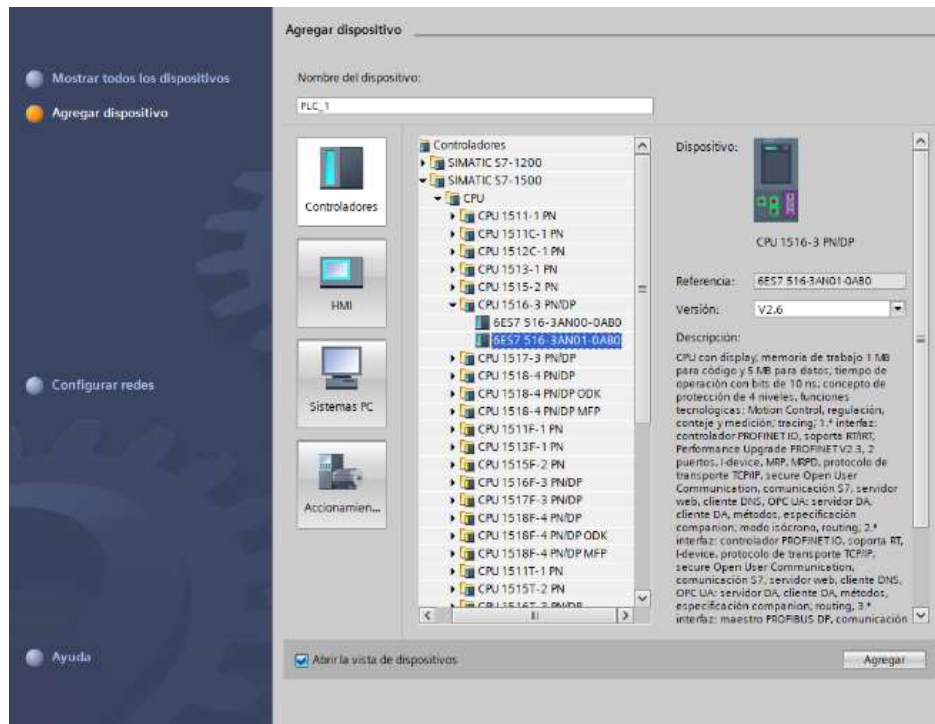 Agregar dispositivo
Mostrar todos los dispositivos
Agregar dispositivo
Configurar redes
Ayuda
Nombre del dispositivo:
PLC_1
Controladores
HMI
Sistemas PC
Accionamien...
Controladores
SIMATIC S7-1200
SIMATIC S7-1500
CPU
CPU 1511-1 PN
CPU 1511C-1 PN
CPU 1512C-1 PN
CPU 1513-1 PN
CPU 1515-2 PN
CPU 1516-3 PN/DP
6ES7 516-3AN00-0AB0
6ES7 516-3AN01-0AB0
CPU 1517-3 PN/DP
CPU 1518-4 PN/DP
CPU 1518-4 PN/DP ODK
CPU 1518-4 PN/DP MFP
CPU 1511F-1 PN
CPU 1513F-1 PN
CPU 1515F-2 PN
CPU 1516F-3 PN/DP
CPU 1517F-3 PN/DP
CPU 1518F-4 PN/DP
CPU 1518F-4 PN/DP ODK
CPU 1518F-4 PN/DP MFP
CPU 1511T-1 PN
CPU 1515T-2 PN
CPU 1516T-3 PN/DP
Dispositivo:
CPU 1516-3 PN/DP
Referencia:
6ES7 516-3AN01-0AB0
Versión:
V2.6
Descripción:
CPU con display; memoria de trabajo 1 MB
para código y 5 MB para datos; tiempo de
operación con bits de 10 ns; concepto de
protección de 4 niveles, funciones
tecnológicas: Motion Control, regulación,
contaje y medición; tracing; 1.ª interfaz:
controlador PROFINET IO, soporta RT/IRT,
Performance Upgrade PROFINET V2.3, 2
puertos, I-device, MRP, MRPD, protocolo de
transporte TCP/IP, secure Open User
Communication, comunicación S7, servidor
web, cliente DNS, OPC UA: servidor DA,
cliente DA, métodos, especificación
companion; modo isócrono, routing; 2.ª
interfaz: controlador PROFINET IO, soporta RT,
I-device, protocolo de transporte TCP/IP,
secure Open User Communication,
comunicación S7, servidor web, cliente DNS,
OPC UA: servidor DA, cliente DA, métodos,
especificación companion, routing, 3.ª
interfaz: maestro PROFIBUS DP, comunicación
Abrir la vista de dispositivos
Agregar